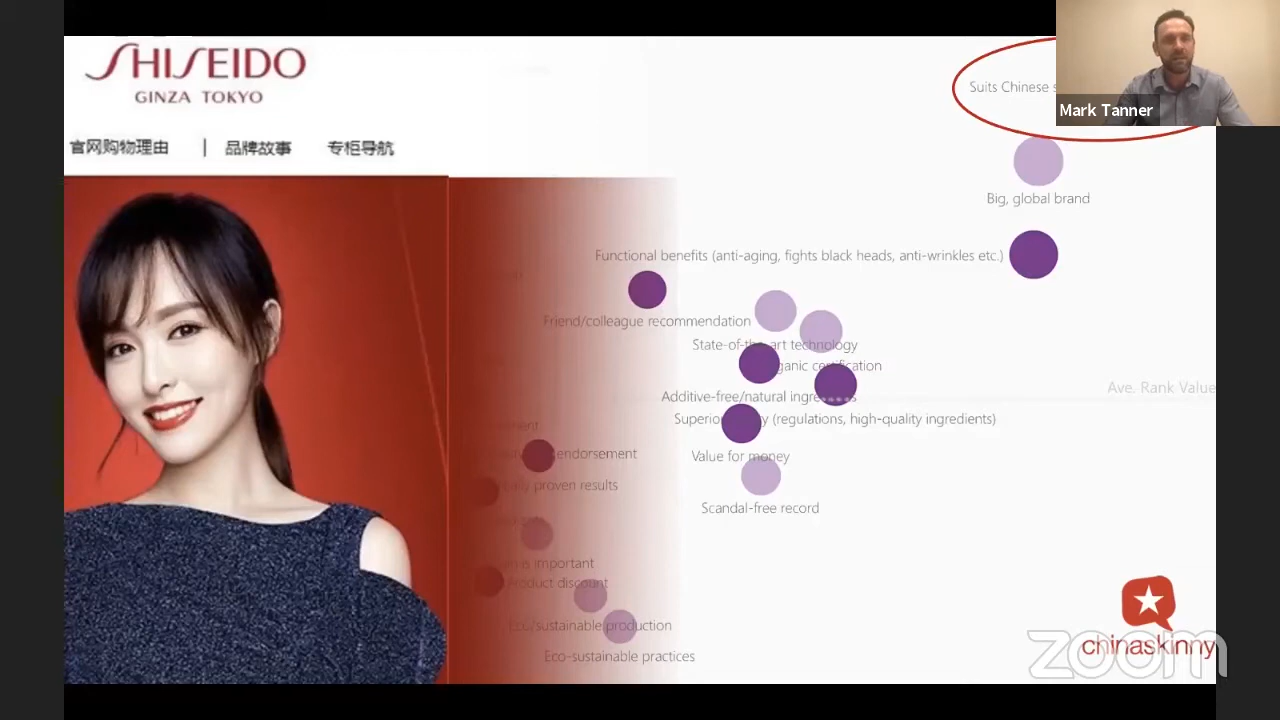 SHISEIDO
GINZA TOKYO
官网购物理由 | 品牌故事 专柜导航
Suits Chinese
Mark Tanner
Big, global brand
Functional benefits (anti-aging, fights black heads, anti-wrinkles etc.)
Friend/colleague recommendation
State-of-the-art technology
certification
Ave. Rank Value
Additive-free/natural
Superior (regulations, high-quality ingredients)
endorsement
Value for money
proven results
Scandal-free record
is important
Product discount
Eco/sustainable production
Eco-sustainable practices
chinaskinny
zoom